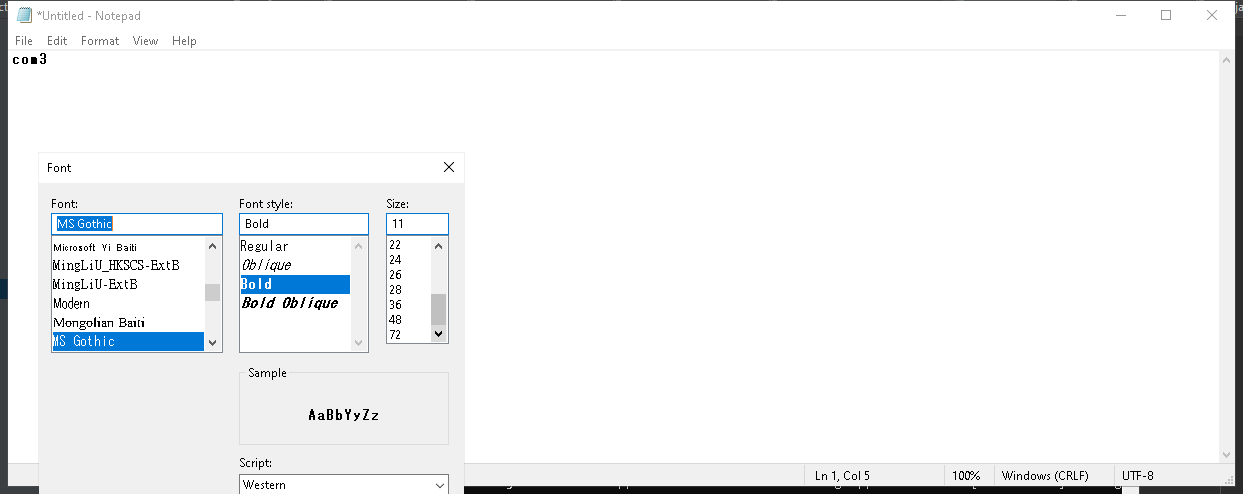 *Untitled - Notepad
File Edit Format View Help
com3
Font
Font:
MS Gothic
Microsoft Yi Baiti
MingLiU_HKSCS-ExtB
MingLiU-ExtB
Modern
Mongolian Baiti
MS Gothic
Font style:
Bold
Regular
Oblique
Bold
Bold Oblique
Size:
11
22
24
26
28
36
48
72
Sample
AaBbYyZz
Script:
Western
Ln 1, Col 5 100% Windows (CRLF) UTF-8